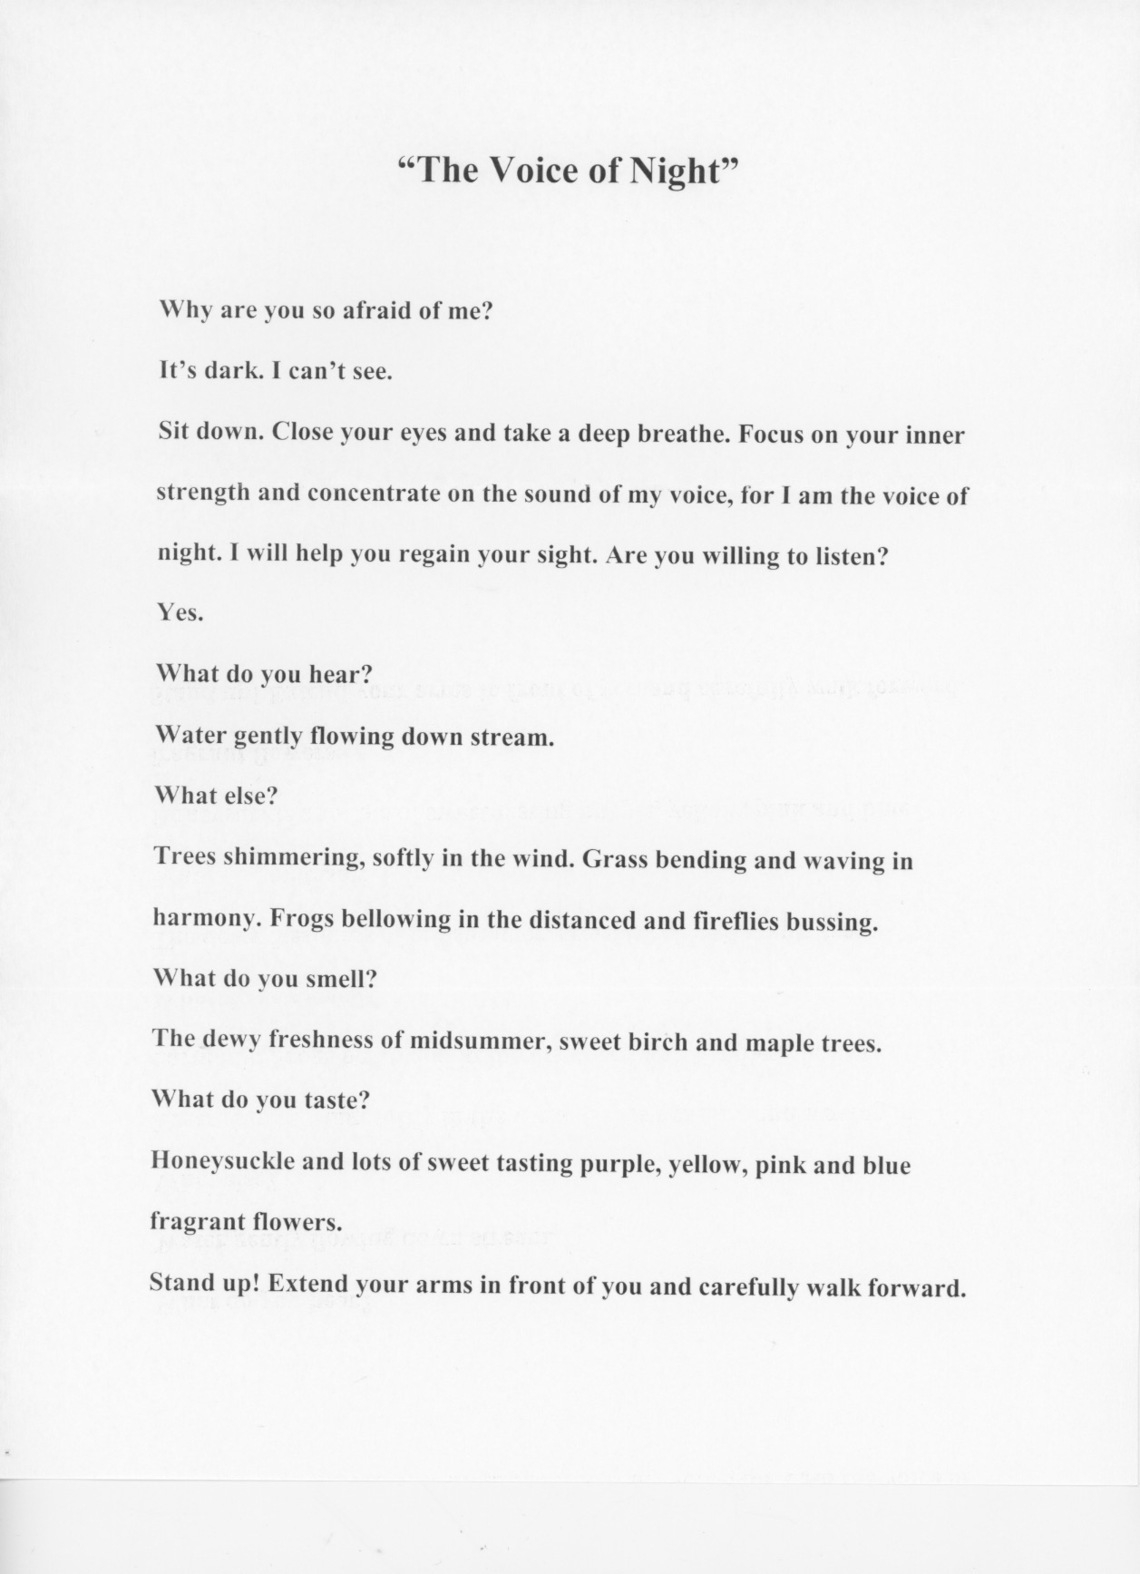 “The Voice of Night”
Why are you so afraid of me?
It’s dark. I can’t see.
Sit down. Close your eyes and take a deep breathe. Focus on your inner
strength and concentrate on the sound of my voice, for I am the voice of
night. I will help you regain your sight. Are you willing to listen?
Yes.
What do you hear?
Water gently flowing down stream.
What else?
Trees shimmering, softly in the wind. Grass bending and waving in
harmony. Frogs bellowing in the distanced and fireflies bussing.
What do you smell?
The dewy freshness of midsummer, sweet birch and maple trees.
What do you taste?
Honeysuckle and lots of sweet tasting purple, yellow, pink and blue
fragrant flowers.
Stand up! Extend your arms in front of you and carefully walk forward.